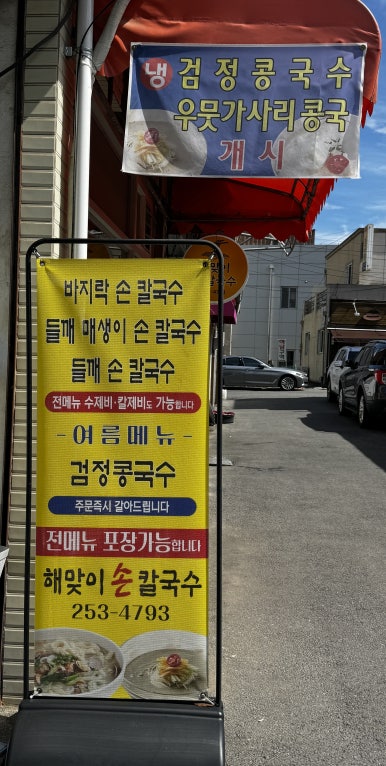 냉 검정콩국수
우뭇가사리콩국
개시
맞이
국수
바지락 손 칼국수
들깨 매생이 손 칼국수
들깨 손 칼국수
전메뉴 수제비·칼제비도 가능합니다
- 여름메뉴 -
검정콩국수
주문즉시 갈아드립니다
전메뉴 포장가능합니다
해맞이 손 칼국수
253-4793